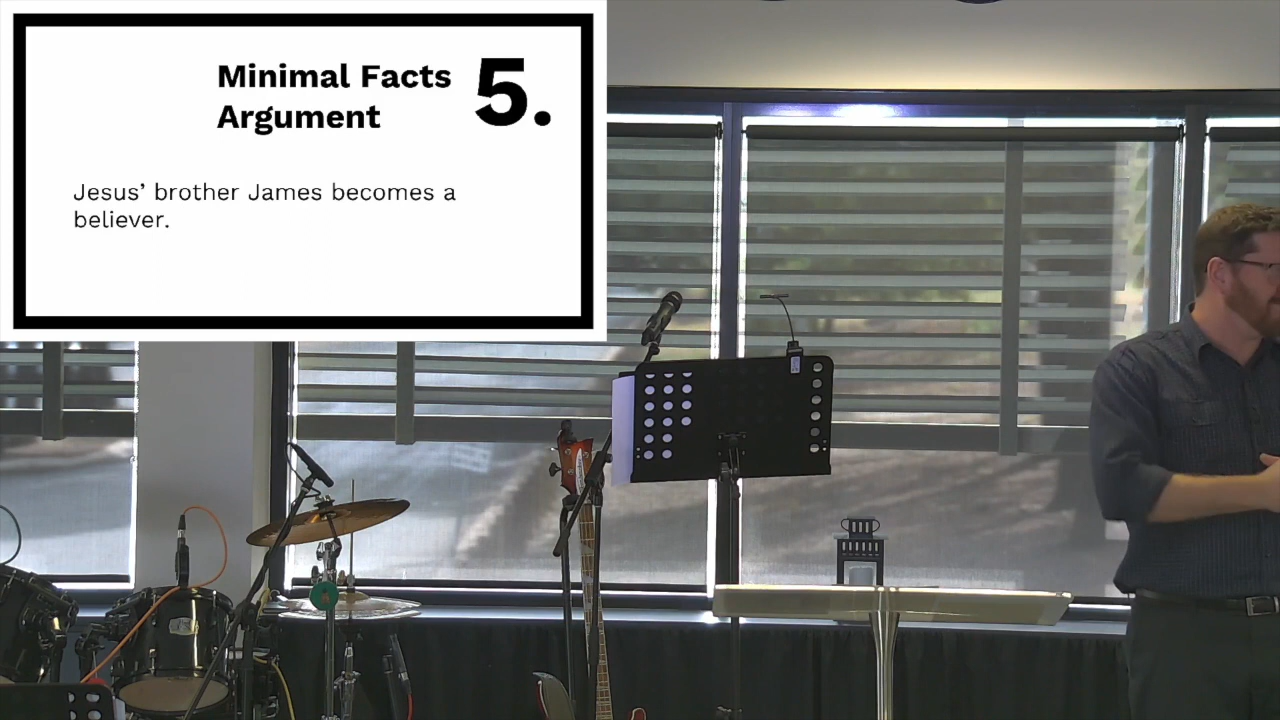 Minimal Facts 5.
Argument
Jesus’ brother James becomes a
believer.